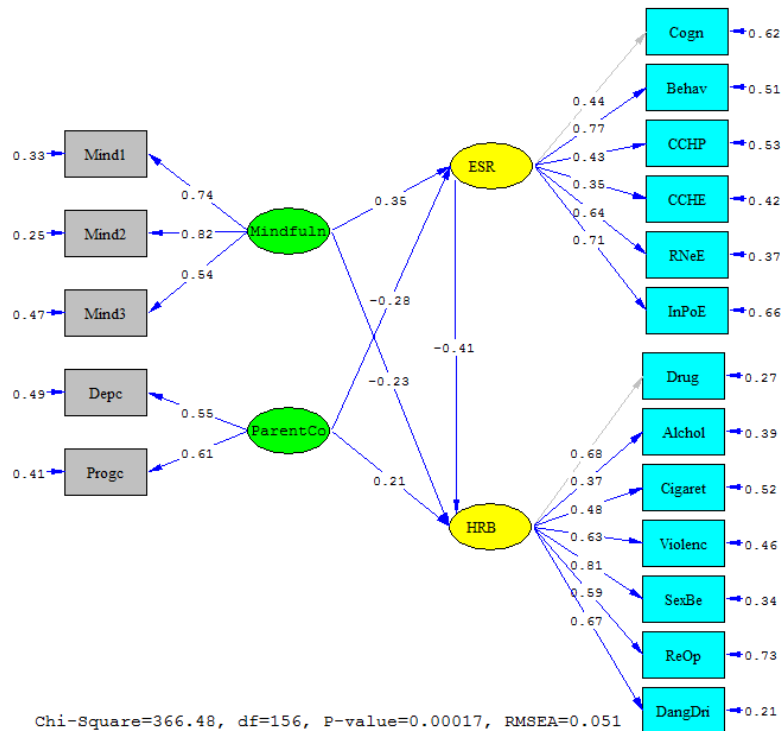 Cogn 0.62
0.44
Behav 0.51
0.77
0.33 Mind1 ESR CCHP 0.53
0.43
0.74 0.35 0.35 CCHE 0.42
0.25 Mind2 0.82 Mindfuln 0.64 RNeE 0.37
0.54 0.71
0.47 Mind3 -0.28 InPoE 0.66
-0.41
0.49 Depc -0.23 Drug 0.27
0.55
ParentCo 0.68 Alchol 0.39
0.61 0.37
0.41 Progc 0.21 0.48 Cigaret 0.52
HRB 0.63 Violenc 0.46
0.81
0.59 SexBe 0.34
0.67
ReOp 0.73
DangDri 0.21
Chi-Square=366.48, df=156, P-value=0.00017, RMSEA=0.051